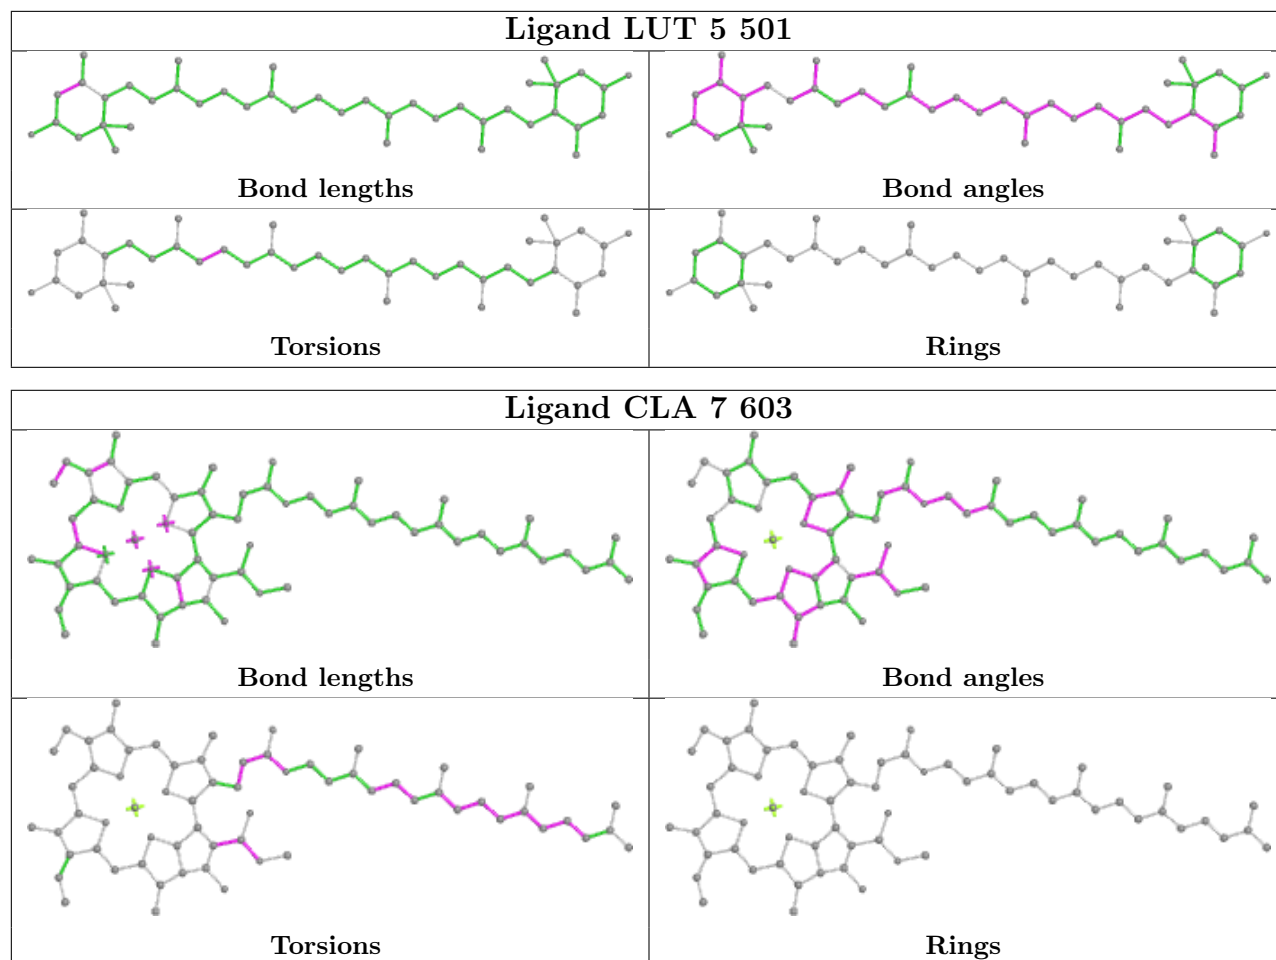 Ligand LUT 5 501
Bond lengths
Bond angles
Torsions
Rings
Ligand CLA 7 603
Bond lengths
Bond angles
Torsions
Rings